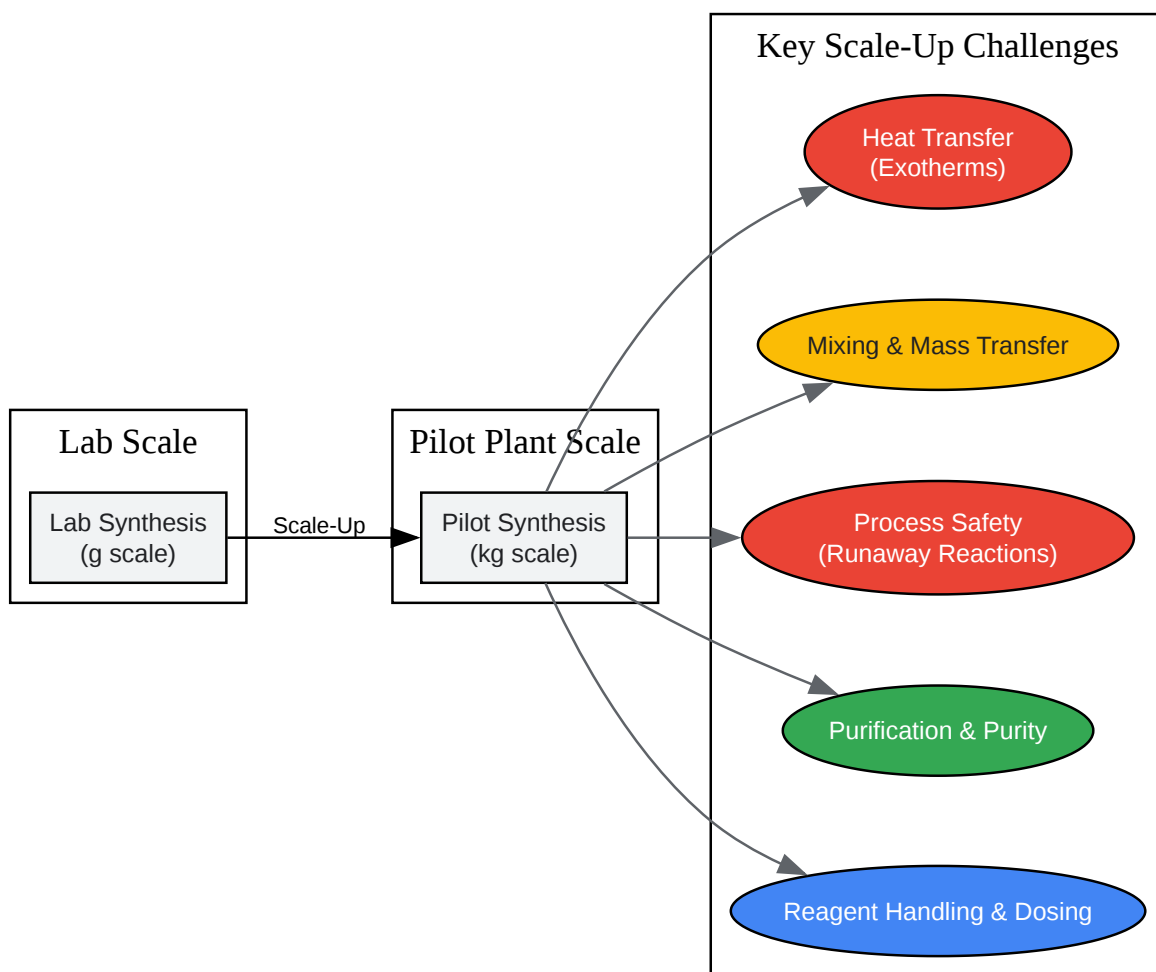 Key Scale-Up Challenges
Heat Transfer
(Exotherms)
Mixing & Mass Transfer
Lab Scale
Pilot Plant Scale
Lab Synthesis
(g scale)
Scale-Up
Pilot Synthesis
(kg scale)
Process Safety
(Runaway Reactions)
Purification & Purity
Reagent Handling & Dosing